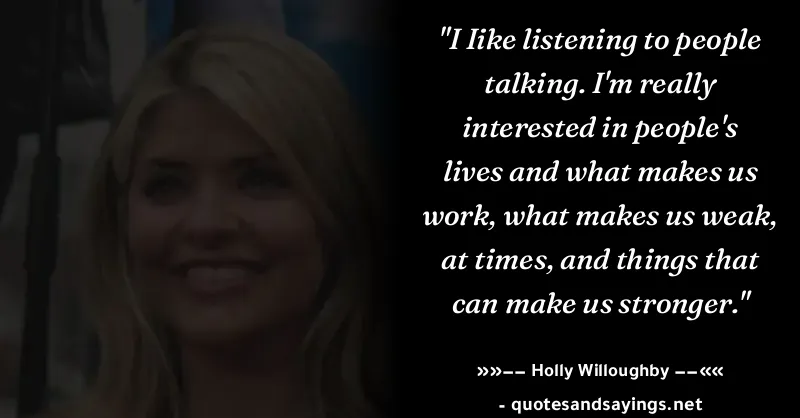 "I like listening to people
talking. I'm really
interested in people's
lives and what makes us
work, what makes us weak,
at times, and things that
can make us stronger."
»»–– Holly Willoughby ––««
- quotesandsayings.net